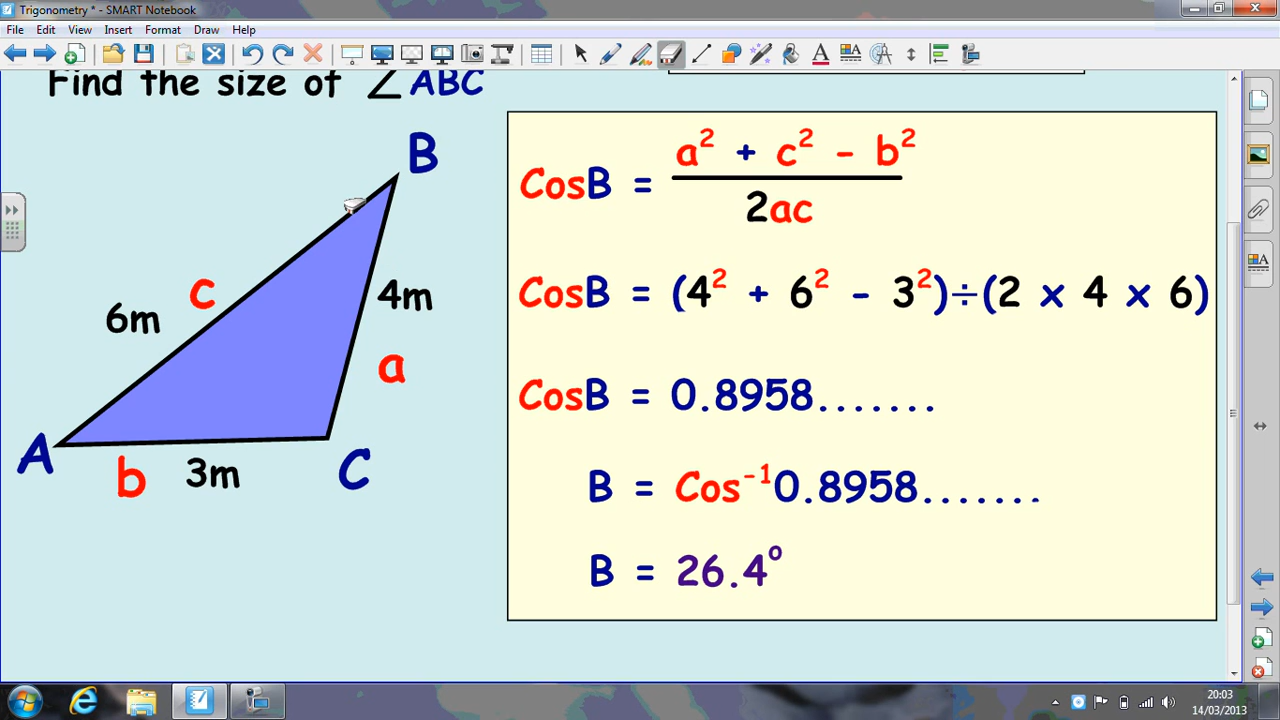 Trigonometry * - SMART Notebook
File Edit View Insert Format Draw Help
Find the size of ∠ABC
B
c
6m
4m
a
A
b 3m
C
CosB = a² + c² - b²
2ac
CosB = (4² + 6² - 3²)÷(2 x 4 x 6)
CosB = 0.8958.......
B = Cos⁻¹0.8958.......
B = 26.4°
20:03
14/03/2013